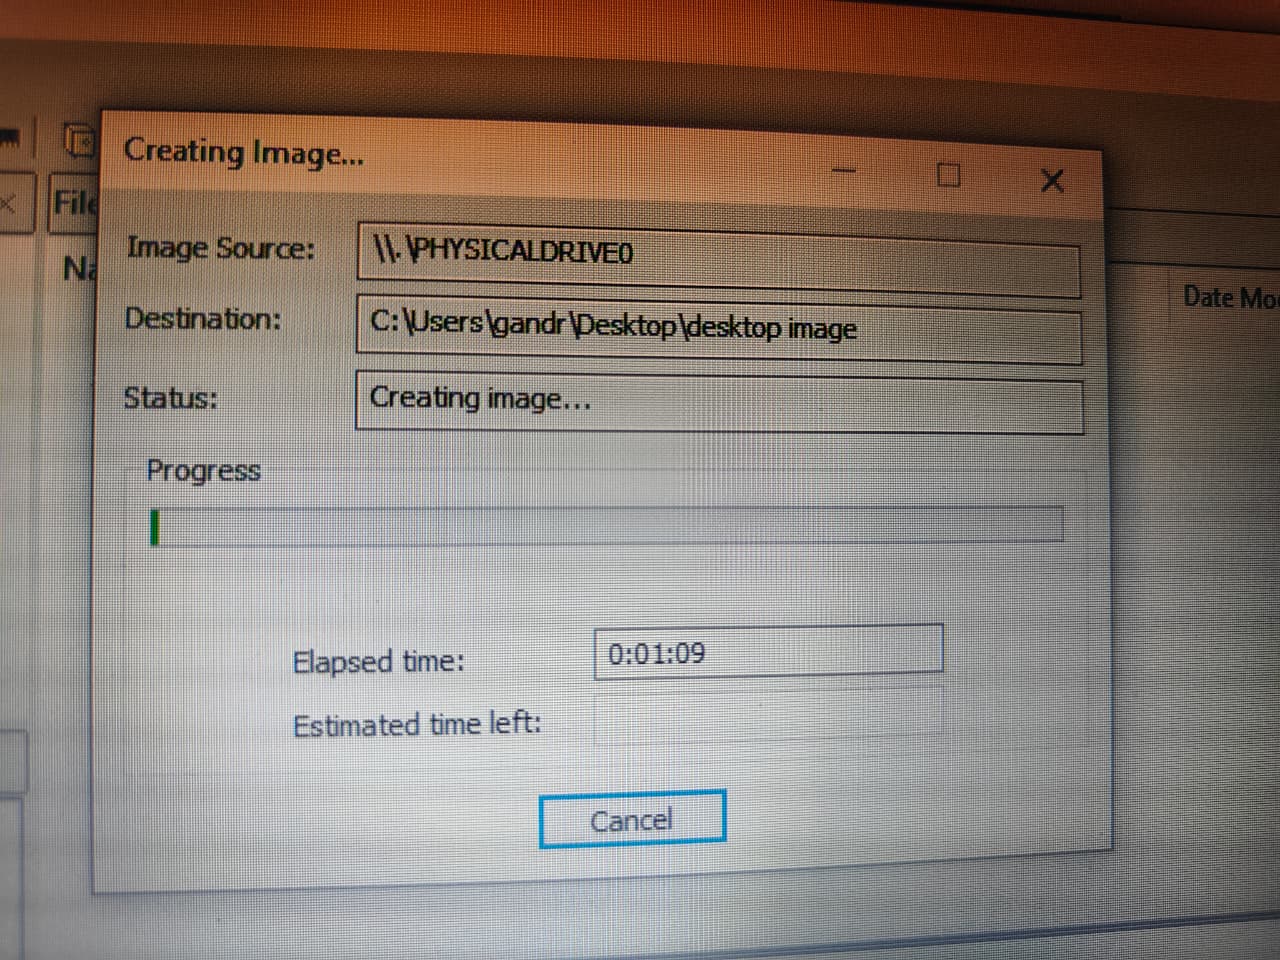 Creating Image...
File
Na
Image Source: \\.\PHYSICALDRIVE0
Date Mo
Destination: C:\Users\gandr\Desktop\desktop image
Status: Creating image...
Progress
Elapsed time: 0:01:09
Estimated time left:
Cancel